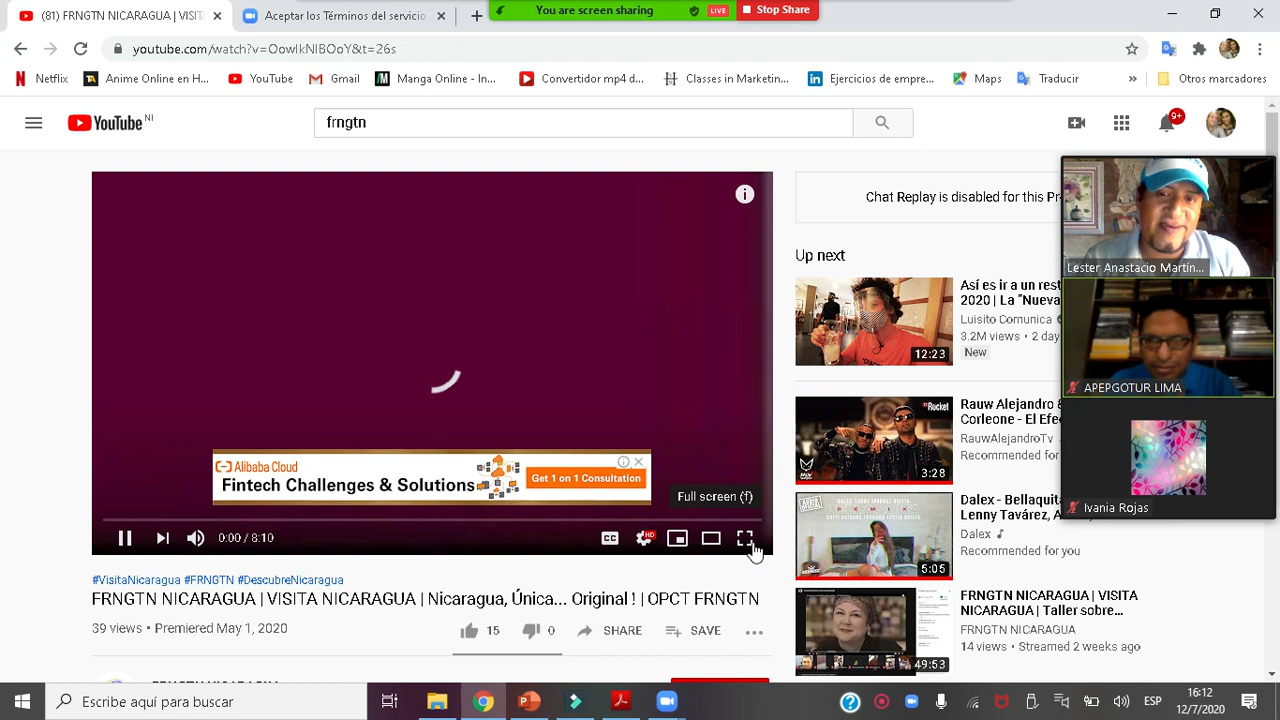 (81) FRNGTN NICARAGUA | VISIT
Aceptar los Términos del servicio
You are screen sharing
LIVE
Stop Share
youtube.com/watch?v=OowIkNIBOoY&t=26s
Netflix
Anime Online en H...
YouTube
Gmail
Manga Online - In...
Convertidor mp4 d...
Classes in Marketin...
Ejercicios de empre...
Maps
Traducir
»
Otros marcadores
YouTube NI
frngtn
9+
Chat Replay is disabled for this Pr
Up next
Así es ir a un rest
2020 | La "Nueva
Luisito Comunica
3.2M views • 2 day
New
12:23
Rauw Alejandro &
Corleone - El Efe
RauwAlejandroTv
Recommended for
3:28
Dalex - Bellaquita
Lenny Tavárez, A
Dalex
Recommended for you
REMIX
5:05
FRNGTN NICARAGUA | VISITA
NICARAGUA | Taller sobre...
FRNGTN NICARAGUA
14 views • Streamed 2 weeks ago
49:53
Lester Anastacio Martín...
APEPGOTUR LIMA
Ivania Rojas
Alibaba Cloud
Fintech Challenges & Solutions
Get 1 on 1 Consultation
Full screen (f)
0:00 / 8:10
CC
HD
#VisitaNicaragua #FRNGTN #DescubreNicaragua
FRNGTN NICARAGUA | VISITA NICARAGUA | Nicaragua, Única... Original ! | OPCT FRNGTN
39 views • Premiered May 1, 2020
15
0
SHARE
SAVE
FRNGTN NICARAGUA
Escribe aquí para buscar
ESP
16:12
12/7/2020